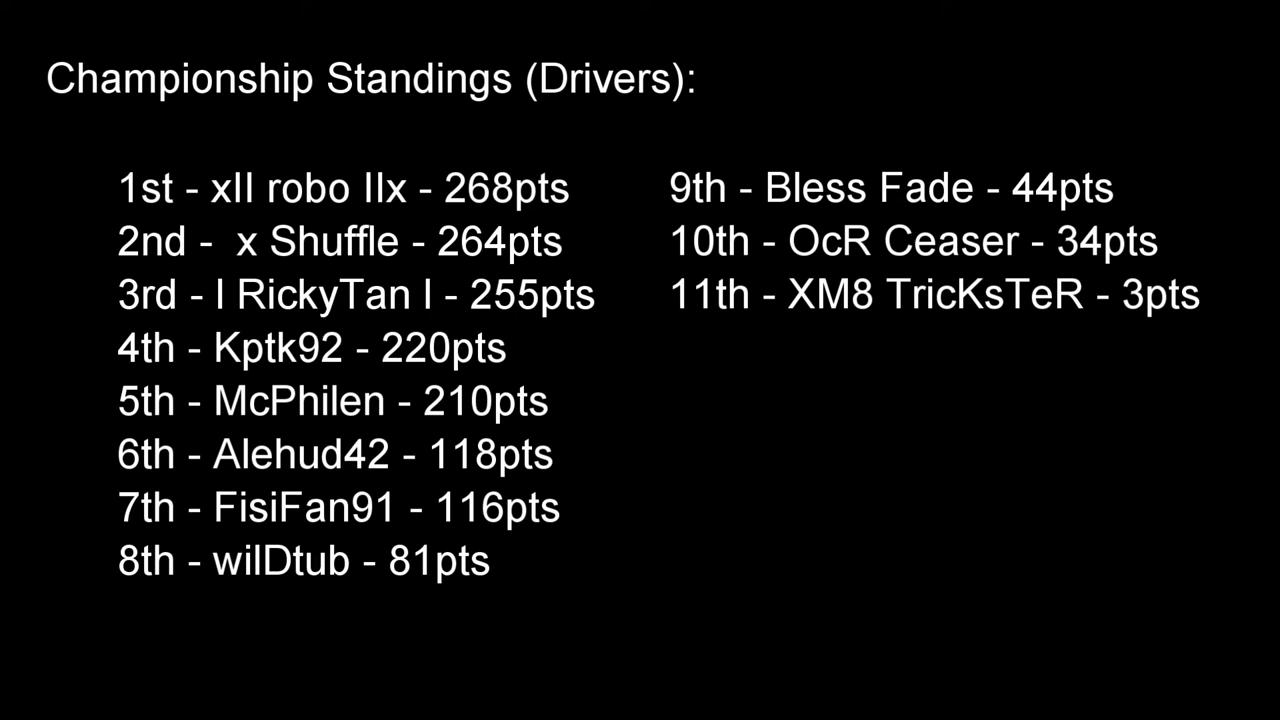 Championship Standings (Drivers):
1st - xII robo IIx - 268pts
2nd -  x Shuffle - 264pts
3rd - I RickyTan I - 255pts
4th - Kptk92 - 220pts
5th - McPhilen - 210pts
6th - Alehud42 - 118pts
7th - FisiFan91 - 116pts
8th - wilDtub - 81pts
9th - Bless Fade - 44pts
10th - OcR Ceaser - 34pts
11th - XM8 TricKsTeR - 3pts